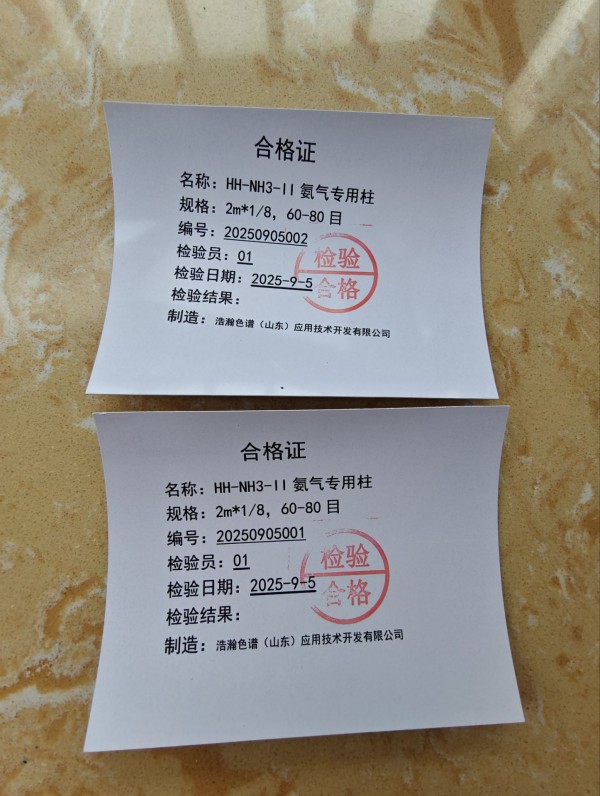 合格证
名称：HH-NH3-II 氨气专用柱
规格：2m*1/8，60-80 目
编号：20250905002
检验员：01
检验日期：2025-9-5
检验结果：
检验
合格
制造：浩瀚色谱（山东）应用技术开发有限公司
合格证
名称：HH-NH3-II 氨气专用柱
规格：2m*1/8，60-80 目
编号：20250905001
检验员：01
检验日期：2025-9-5
检验结果：
检验
合格
制造：浩瀚色谱（山东）应用技术开发有限公司